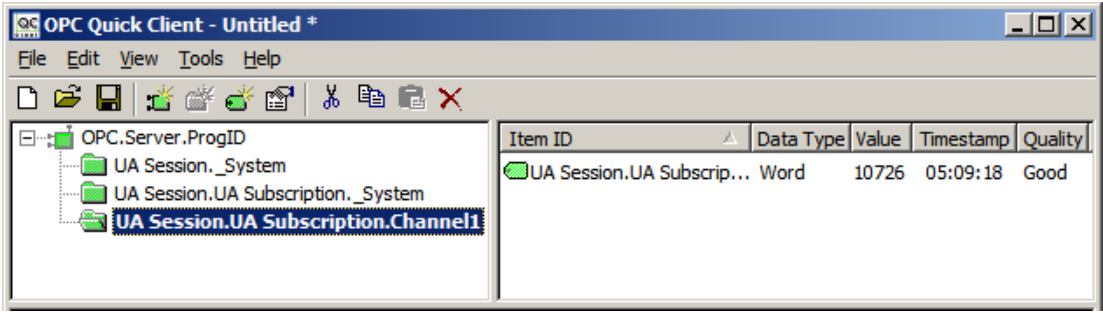 OPC Quick Client - Untitled *
File Edit View Tools Help
OPC.Server.ProgID
UA Session._System
UA Session.UA Subscription._System
UA Session.UA Subscription.Channel1
Item ID Data Type Value Timestamp Quality
UA Session.UA Subscrip... Word 10726 05:09:18 Good